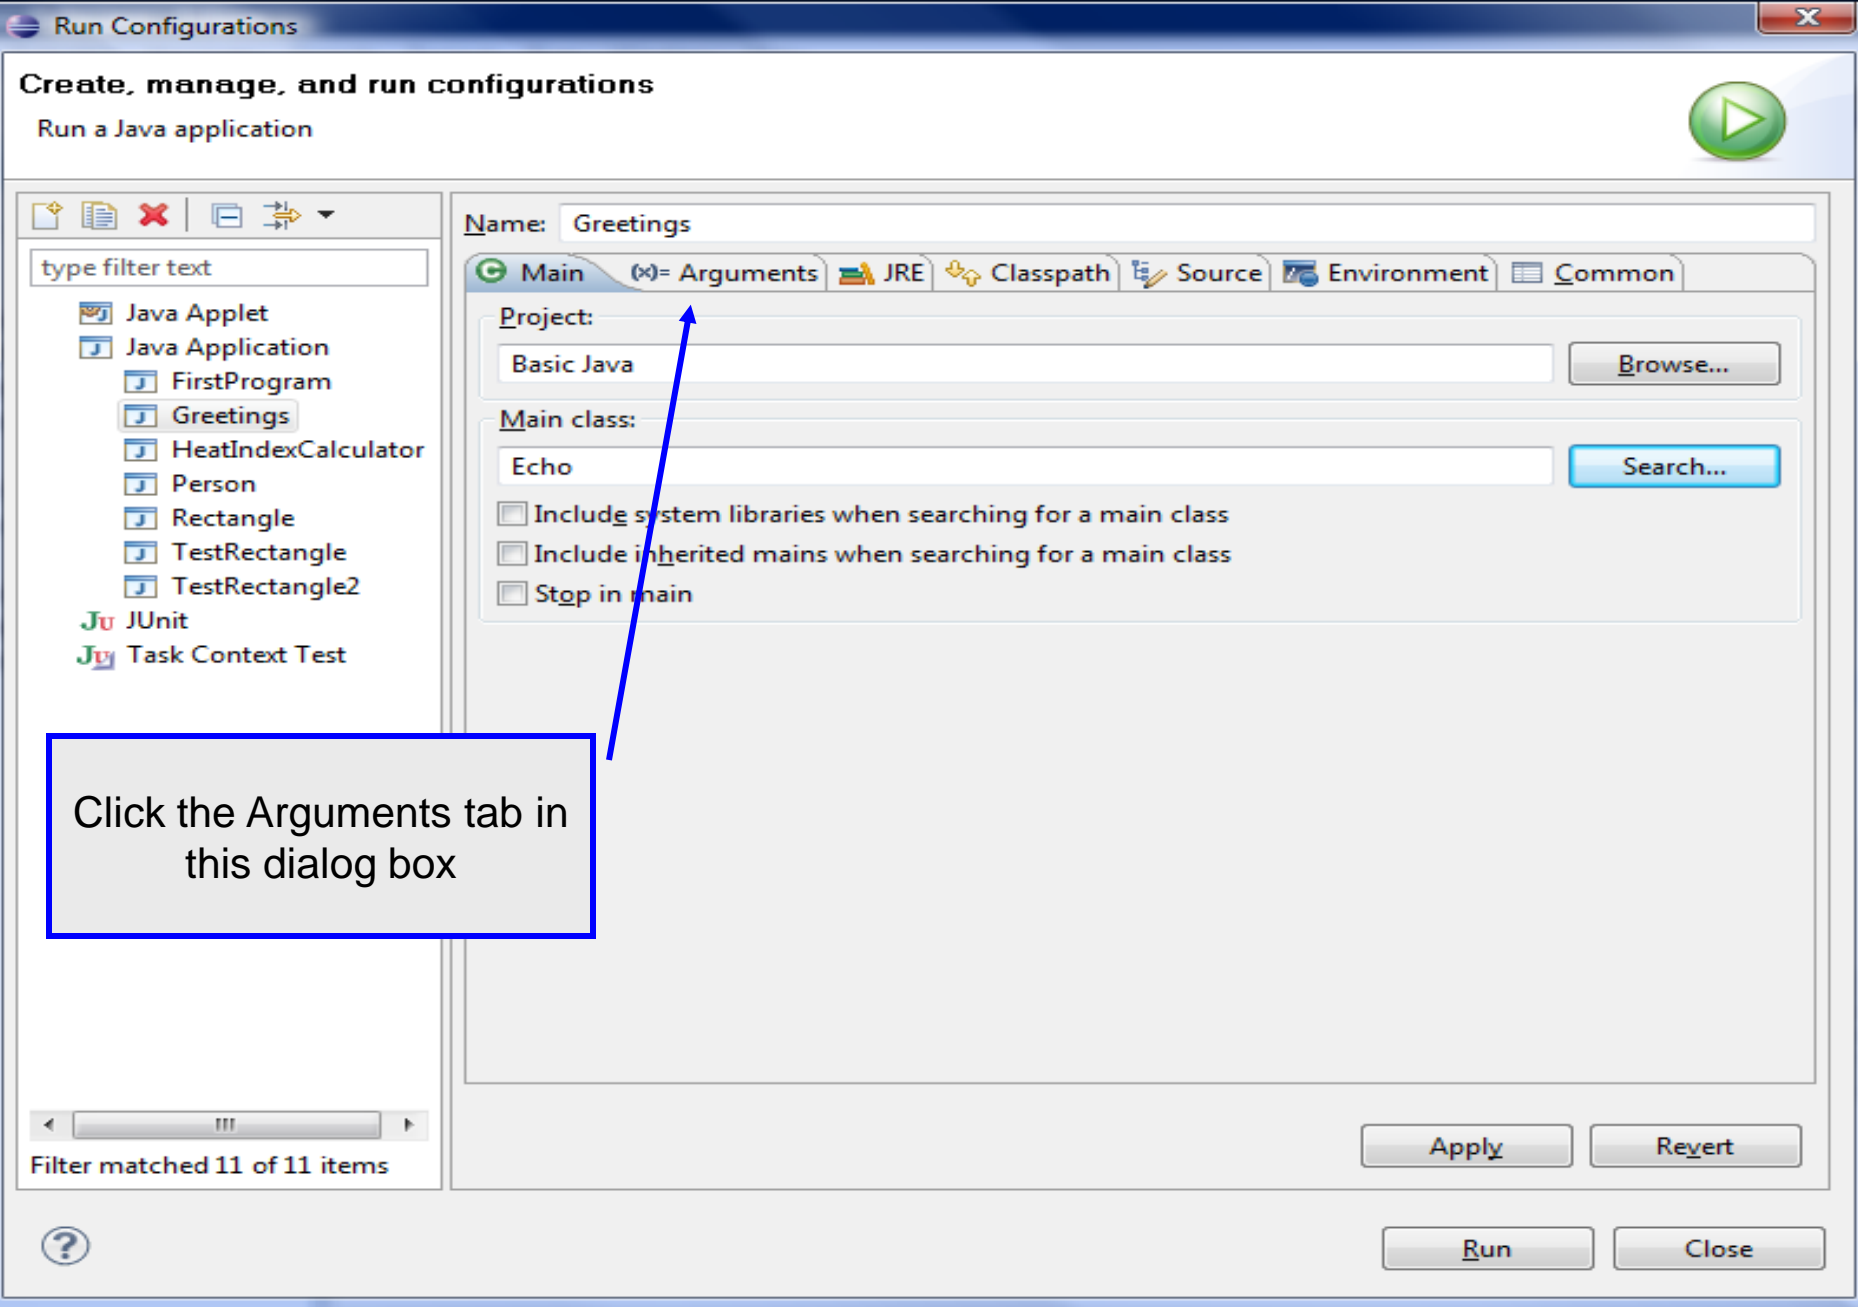 Run Configurations
Create, manage, and run configurations
Run a Java application
type filter text
Java Applet
Java Application
FirstProgram
Greetings
HeatIndexCalculator
Person
Rectangle
TestRectangle
TestRectangle2
JUnit
Task Context Test
Filter matched 11 of 11 items
Name: Greetings
Main (x)= Arguments JRE Classpath Source Environment Common
Project:
Basic Java Browse...
Main class:
Echo Search...
Include system libraries when searching for a main class
Include inherited mains when searching for a main class
Stop in main
Click the Arguments tab in
this dialog box
Apply Revert
Run Close